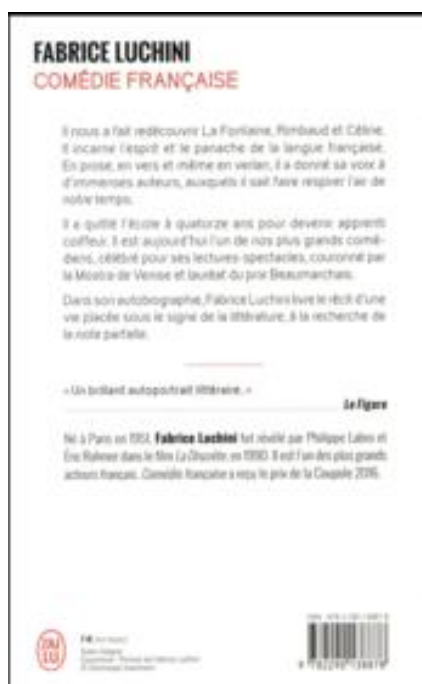 FABRICE LUCHINI
COMÉDIE FRANÇAISE
Il nous a fait redécouvrir La Fontaine, Rimbaud et Céline.
Il incarne l'esprit et le panache de la langue française.
En prose, en vers et même en verlan, il a donné sa voix à
d'immenses auteurs, auxquels il sait faire respirer l'air de
notre temps.
Il a quitté l'école à quatorze ans pour devenir apprenti
coiffeur. Il est aujourd'hui l'un de nos plus grands comé-
diens, célébré pour ses lectures-spectacles, couronné par
la Mostra de Venise et lauréat du prix Beaumarchais.
Dans son autobiographie, Fabrice Luchini livre le récit d'une
vie placée sous le signe de la littérature, à la recherche de
la note parfaite.
« Un brillant autoportrait littéraire. »
Le Figaro
Né à Paris en 1951, Fabrice Luchini fut révélé par Philippe Labro et
Éric Rohmer dans le film La Discrète, en 1990. Il est l'un des plus grands
acteurs français. Comédie française a reçu le prix de la Coupole 2016.
J'AI
LU